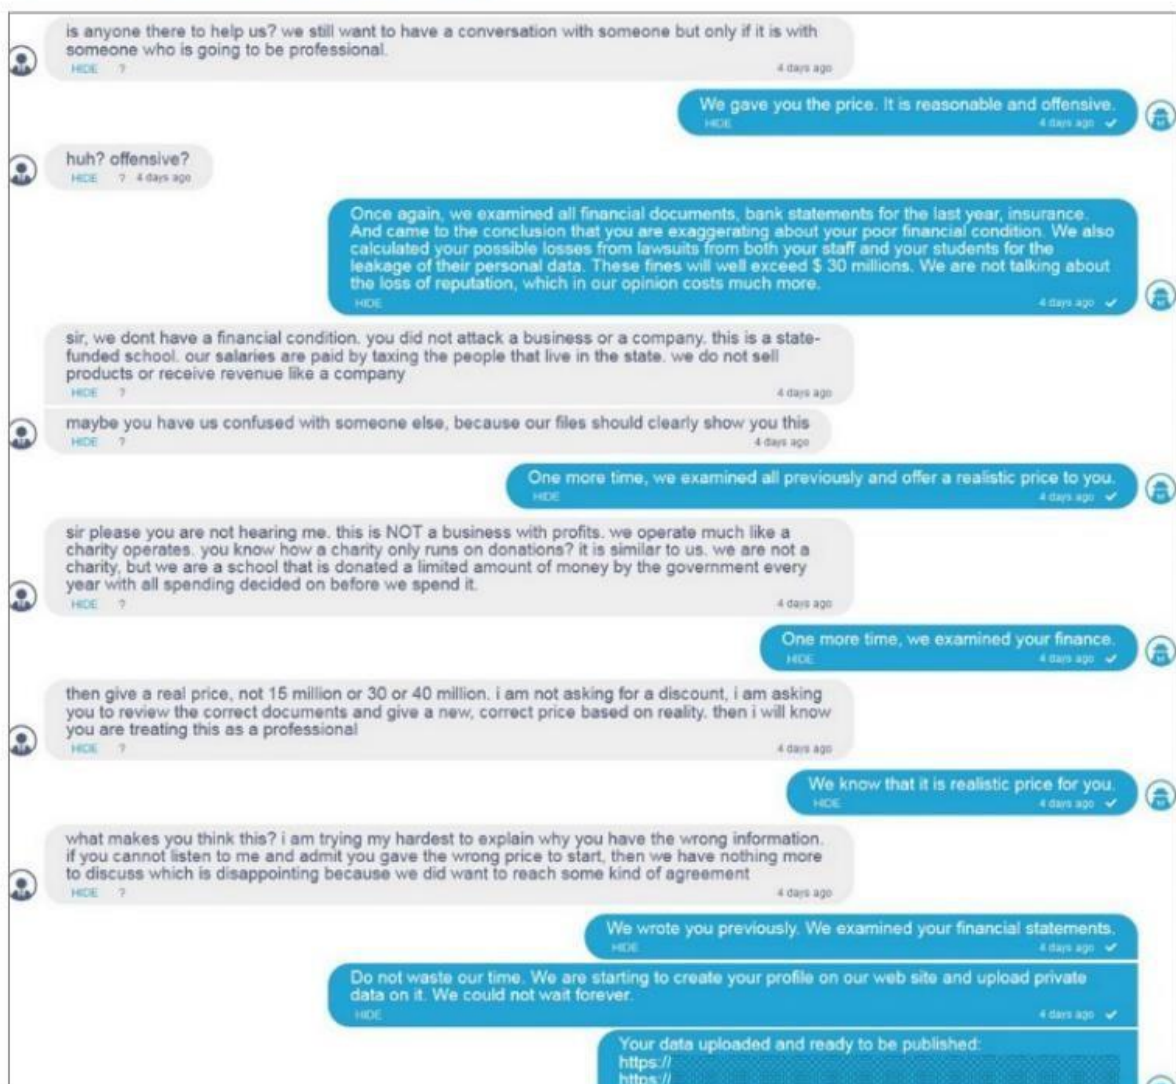 is anyone there to help us? we still want to have a conversation with someone but only if it is with
someone who is going to be professional.
HIDE ? 4 days ago
We gave you the price. It is reasonable and offensive.
HIDE 4 days ago
huh? offensive?
HIDE ? 4 days ago
Once again, we examined all financial documents, bank statements for the last year, insurance.
And came to the conclusion that you are exaggerating about your poor financial condition. We also
calculated your possible losses from lawsuits from both your staff and your students for the
leakage of their personal data. These fines will well exceed $ 30 millions. We are not talking about
the loss of reputation, which in our opinion costs much more.
HIDE 4 days ago
sir, we dont have a financial condition. you did not attack a business or a company. this is a state-
funded school. our salaries are paid by taxing the people that live in the state. we do not sell
products or receive revenue like a company
HIDE ? 4 days ago
maybe you have us confused with someone else, because our files should clearly show you this
HIDE ? 4 days ago
One more time, we examined all previously and offer a realistic price to you.
HIDE 4 days ago
sir please you are not hearing me. this is NOT a business with profits. we operate much like a
charity operates. you know how a charity only runs on donations? it is similar to us. we are not a
charity, but we are a school that is donated a limited amount of money by the government every
year with all spending decided on before we spend it.
HIDE ? 4 days ago
One more time, we examined your finance.
HIDE 4 days ago
then give a real price, not 15 million or 30 or 40 million. i am not asking for a discount, i am asking
you to review the correct documents and give a new, correct price based on reality. then i will know
you are treating this as a professional
HIDE ? 4 days ago
We know that it is realistic price for you.
HIDE 4 days ago
what makes you think this? i am trying my hardest to explain why you have the wrong information.
if you cannot listen to me and admit you gave the wrong price to start, then we have nothing more
to discuss which is disappointing because we did want to reach some kind of agreement
HIDE ? 4 days ago
We wrote you previously. We examined your financial statements.
HIDE 4 days ago
Do not waste our time. We are starting to create your profile on our web site and upload private
data on it. We could not wait forever.
HIDE 4 days ago
Your data uploaded and ready to be published:
https://
https://